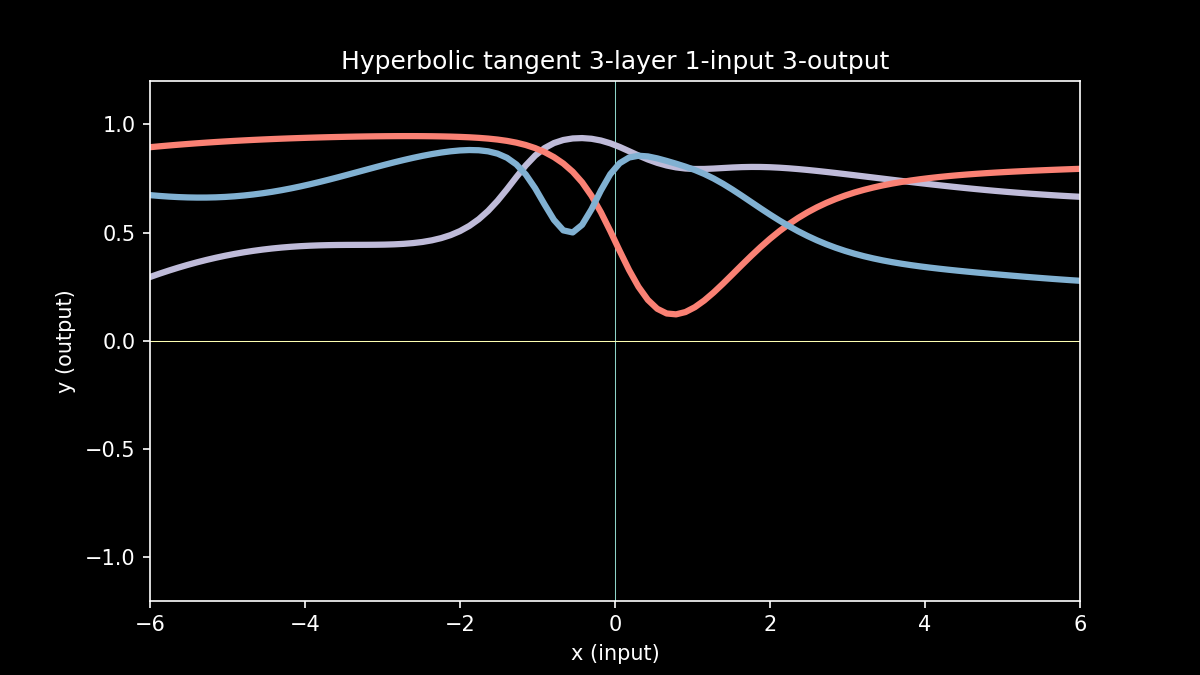 Hyperbolic tangent 3-layer 1-input 3-output
1.0
0.5
0.0
−0.5
−1.0
y (output)
−6 −4 −2 0 2 4 6
x (input)